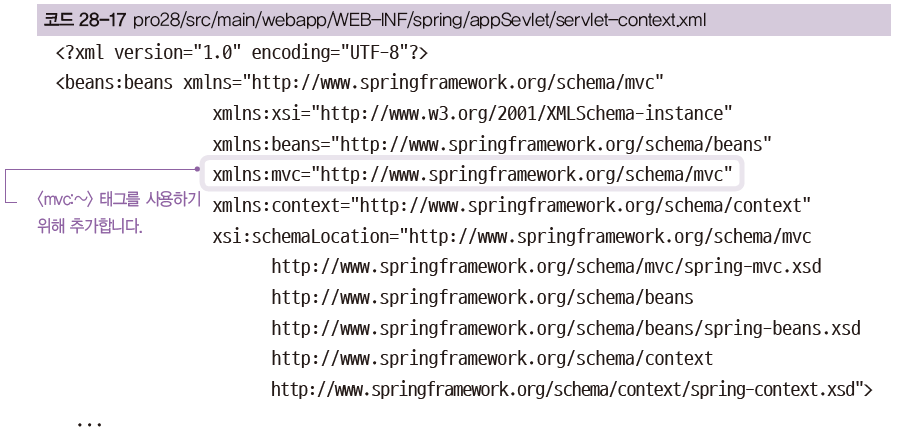 코드 28-17 pro28/src/main/webapp/WEB-INF/spring/appSevlet/servlet-context.xml
<?xml version="1.0" encoding="UTF-8"?>
<beans:beans xmlns="http://www.springframework.org/schema/mvc"
xmlns:xsi="http://www.w3.org/2001/XMLSchema-instance"
xmlns:beans="http://www.springframework.org/schema/beans"
xmlns:mvc="http://www.springframework.org/schema/mvc"
<mvc:~> 태그를 사용하기
위해 추가합니다.
xmlns:context="http://www.springframework.org/schema/context"
xsi:schemaLocation="http://www.springframework.org/schema/mvc
http://www.springframework.org/schema/mvc/spring-mvc.xsd
http://www.springframework.org/schema/beans
http://www.springframework.org/schema/beans/spring-beans.xsd
http://www.springframework.org/schema/context
http://www.springframework.org/schema/context/spring-context.xsd">
...